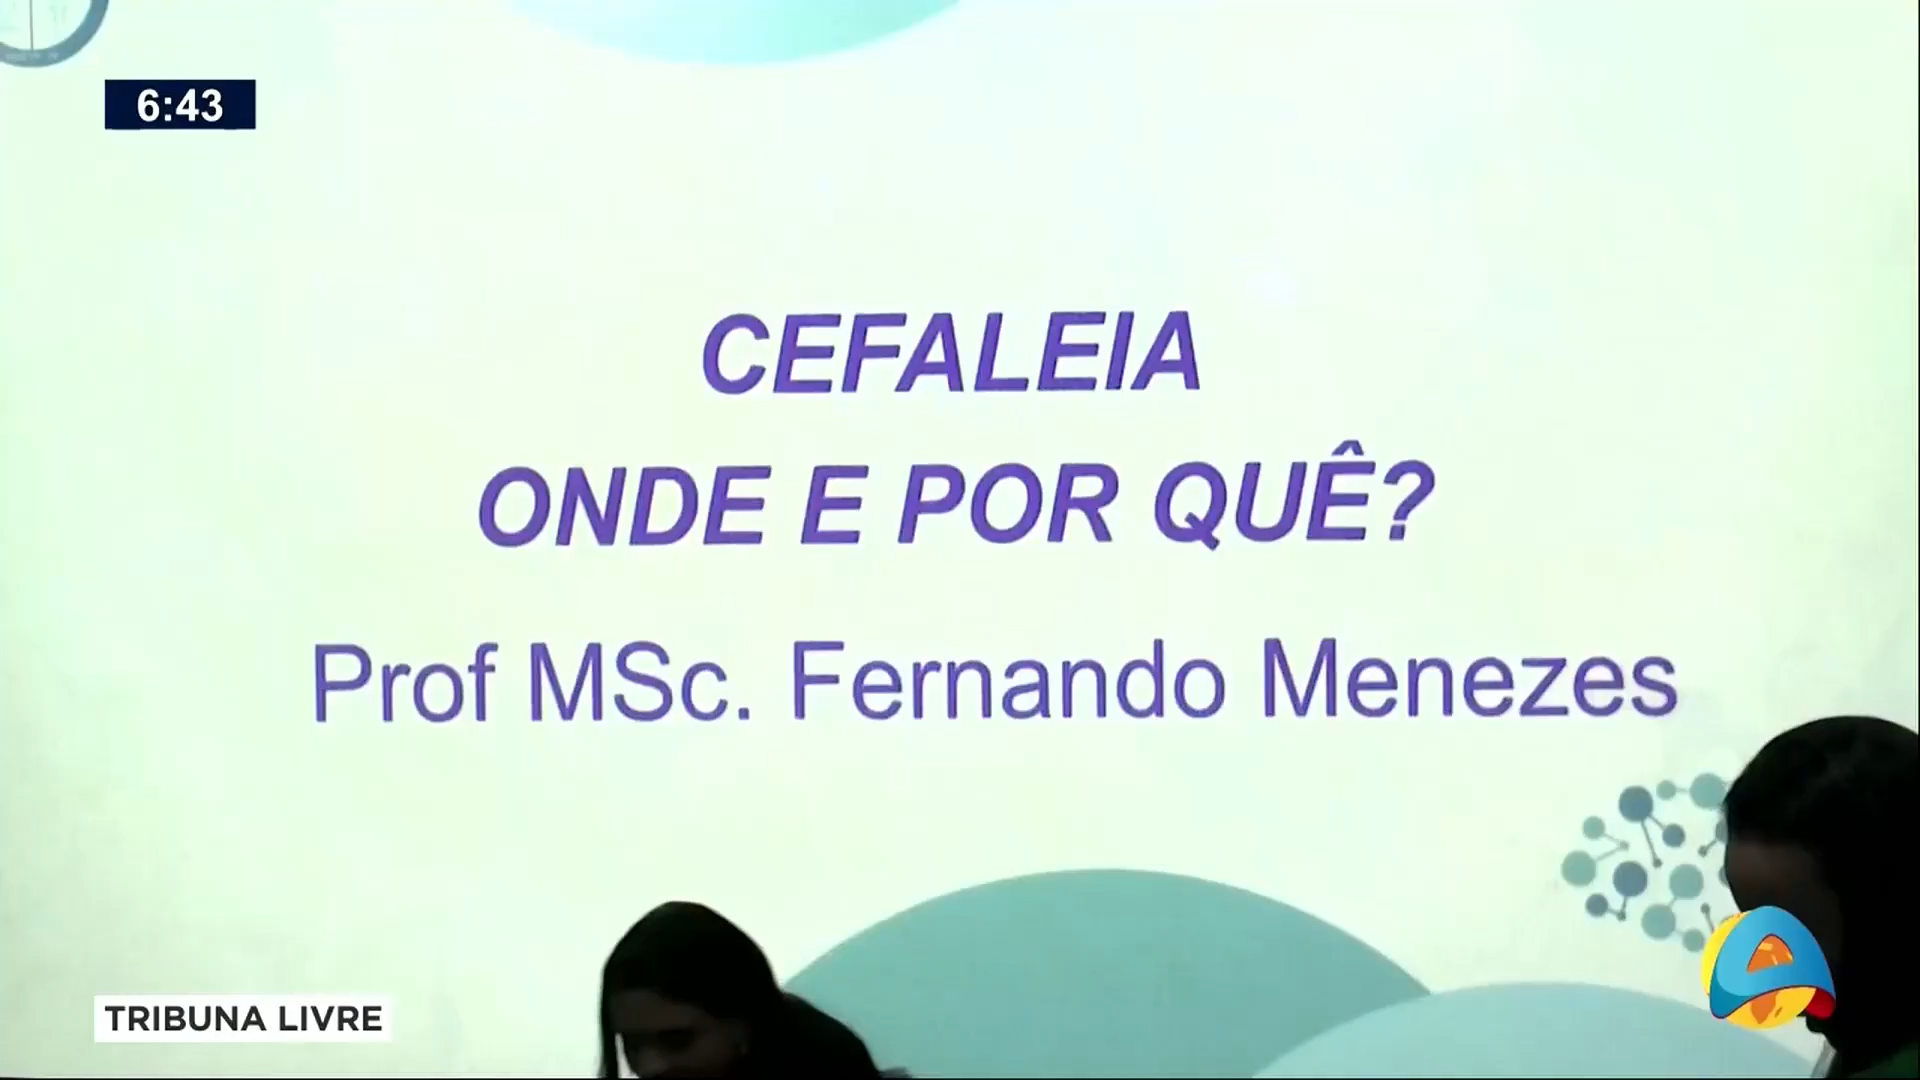 6:43
CEFALEIA
ONDE E POR QUÊ?
Prof MSc. Fernando Menezes
TRIBUNA LIVRE